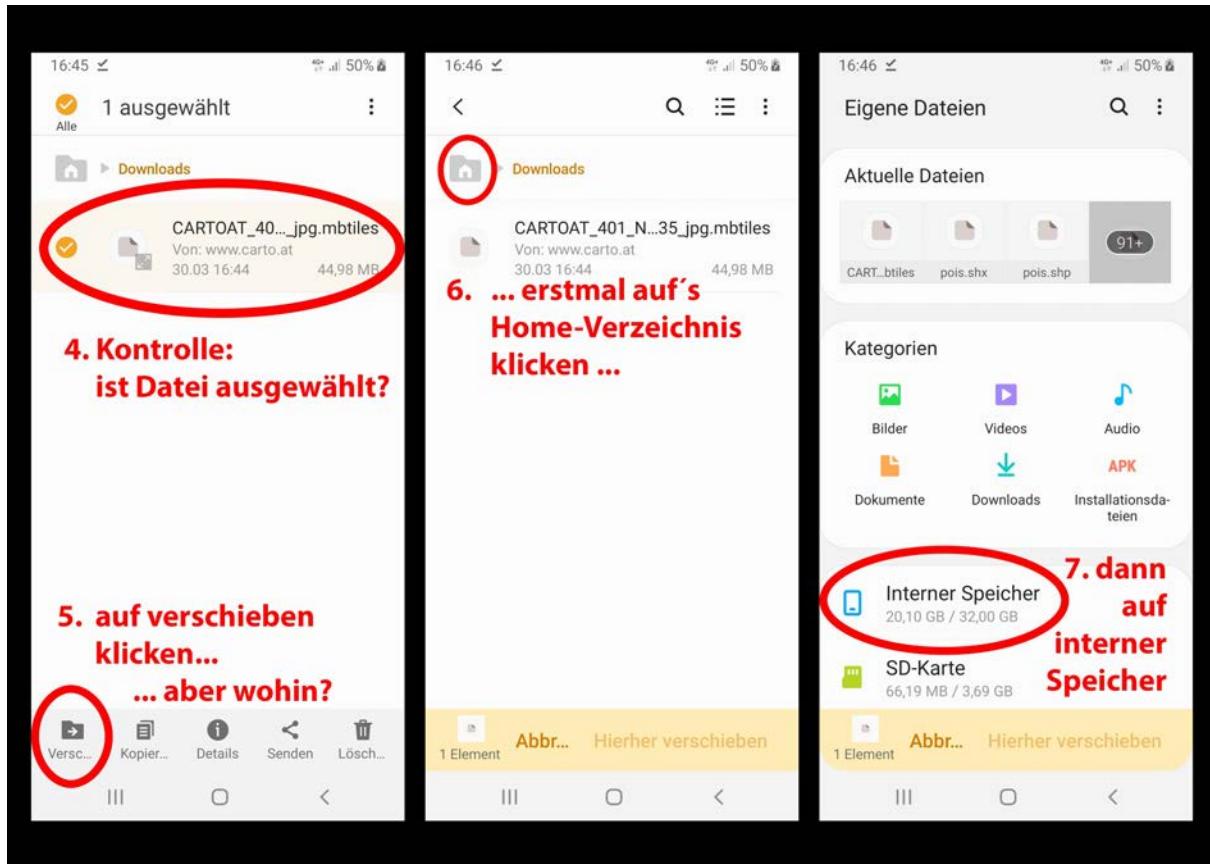 16:45
50%
1 ausgewählt
Alle
Downloads
CARTOAT_40..._jpg.mbtiles
Von: www.carto.at
30.03 16:44 44,98 MB
4. Kontrolle:
ist Datei ausgewählt?
5. auf verschieben
klicken...
... aber wohin?
Versc... Kopier... Details Senden Lösch...
16:46
50%
Downloads
CARTOAT_401_N...35_jpg.mbtiles
Von: www.carto.at
30.03 16:44 44,98 MB
6. ... erstmal auf´s
Home-Verzeichnis
klicken ...
1 Element Abbr... Hierher verschieben
16:46
50%
Eigene Dateien
Aktuelle Dateien
91+
CART...btiles pois.shx pois.shp
Kategorien
Bilder Videos Audio
APK
Dokumente Downloads Installationsda-
teien
7. dann
auf
interner
Speicher
Interner Speicher
20,10 GB / 32,00 GB
SD-Karte
66,19 MB / 3,69 GB
1 Element Abbr... Hierher verschieben